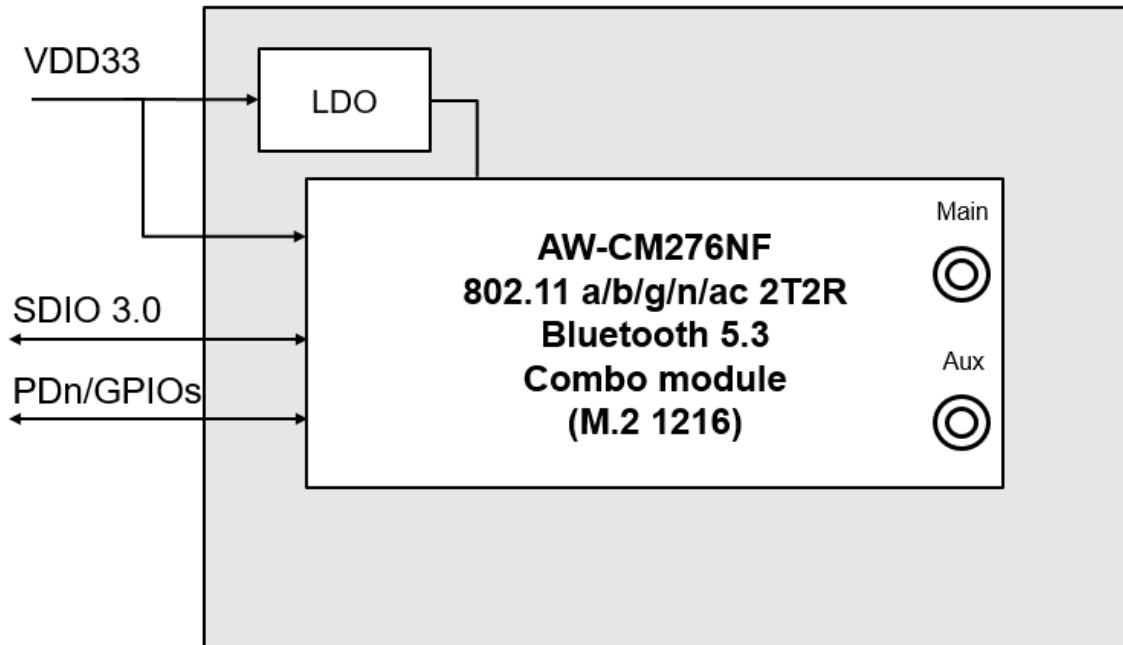 VDD33
LDO
Main
AW-CM276NF
802.11 a/b/g/n/ac 2T2R
Bluetooth 5.3
Combo module
(M.2 1216)
SDIO 3.0
Aux
PDn/GPIOs